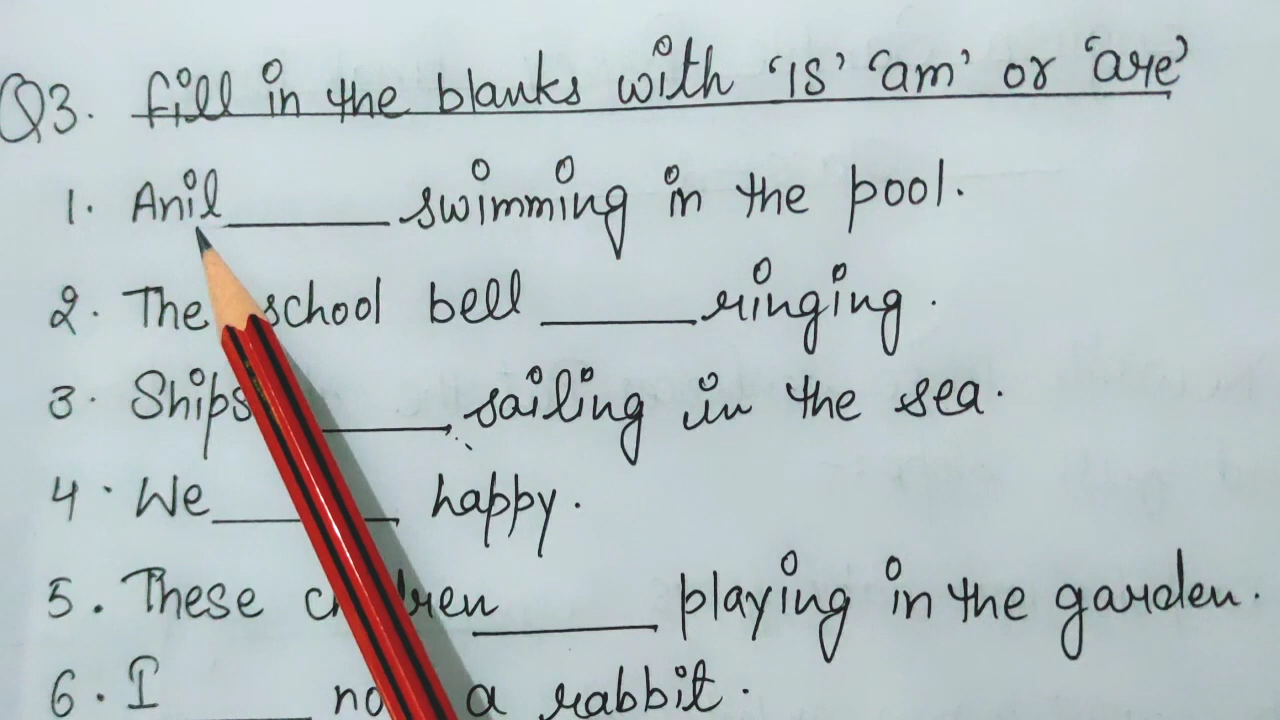 Q3. Fill in the blanks with 'is' 'am' or 'are'
1. Anil ______ swimming in the pool.
2. The school bell ______ ringing.
3. Ships ______ sailing in the sea.
4. We ______ happy.
5. These children ______ playing in the garden.
6. I ______ not a rabbit.